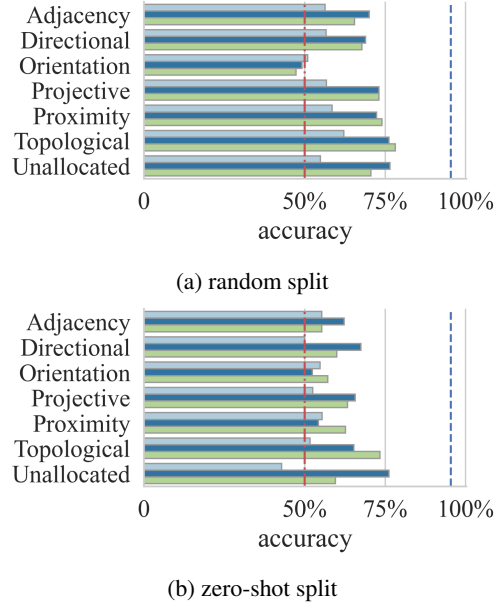 Adjacency
Directional
Orientation
Projective
Proximity
Topological
Unallocated
0 50% 75% 100%
accuracy
(a) random split
Adjacency
Directional
Orientation
Projective
Proximity
Topological
Unallocated
0 50% 75% 100%
accuracy
(b) zero-shot split